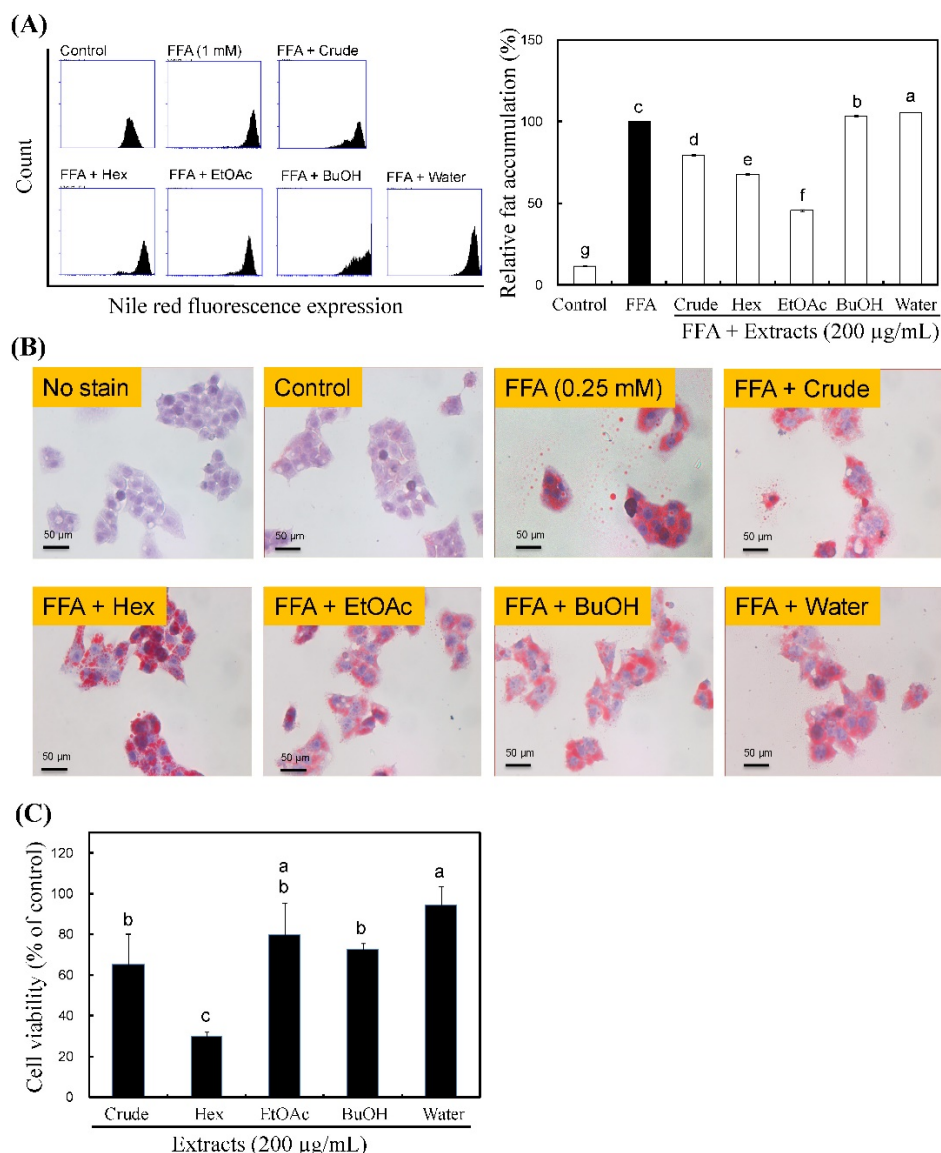 (A)
Control
FFA (1 mM)
FFA + Crude
FFA + Hex
FFA + EtOAc
FFA + BuOH
FFA + Water
Count
Nile red fluorescence expression
Relative fat accumulation (%)
150
100
50
0
g
c
d
e
f
b
a
Control
FFA
Crude
Hex
EtOAc
BuOH
Water
FFA + Extracts (200 µg/mL)
(B)
No stain
Control
FFA (0.25 mM)
FFA + Crude
50 µm
50 µm
50 µm
50 µm
FFA + Hex
FFA + EtOAc
FFA + BuOH
FFA + Water
50 µm
50 µm
50 µm
50 µm
(C)
Cell viability (% of control)
120
100
80
60
40
20
0
b
c
a
b
b
a
Crude
Hex
EtOAc
BuOH
Water
Extracts (200 µg/mL)